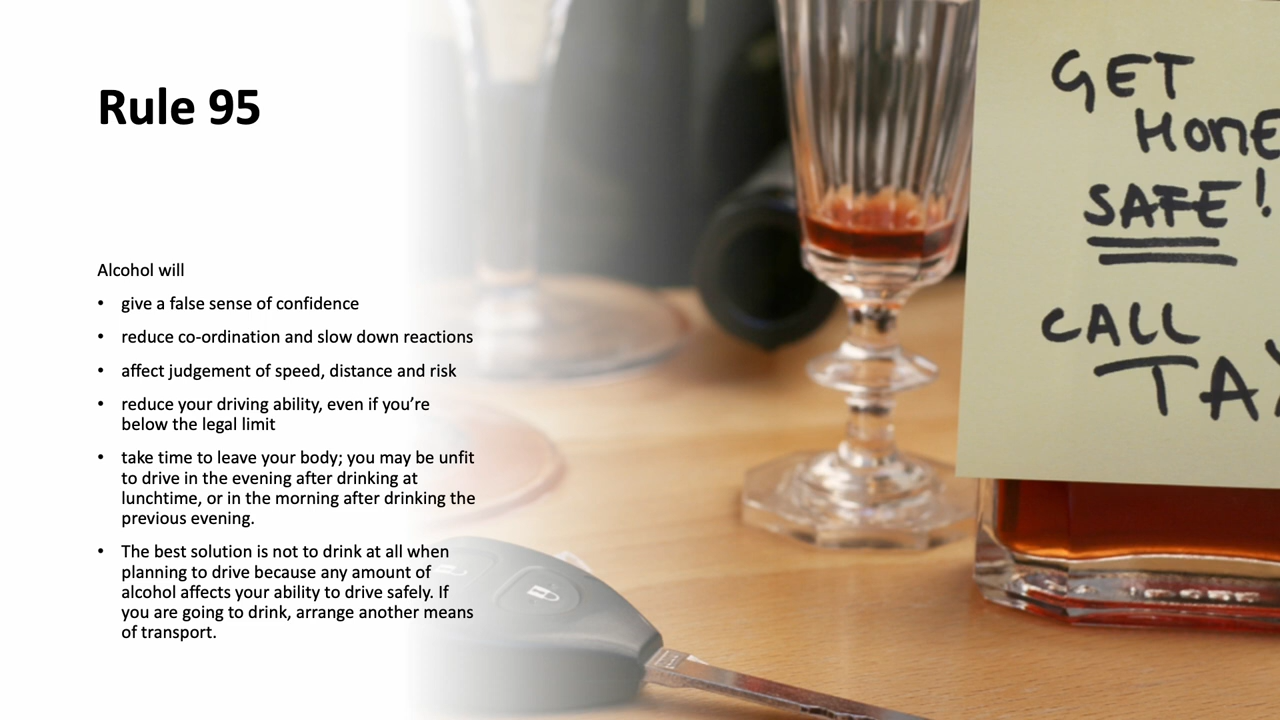 Rule 95
Alcohol will
• give a false sense of confidence
• reduce co-ordination and slow down reactions
• affect judgement of speed, distance and risk
• reduce your driving ability, even if you’re
below the legal limit
• take time to leave your body; you may be unfit
to drive in the evening after drinking at
lunchtime, or in the morning after drinking the
previous evening.
• The best solution is not to drink at all when
planning to drive because any amount of
alcohol affects your ability to drive safely. If
you are going to drink, arrange another means
of transport.
GET
HOME
SAFE!
CALL